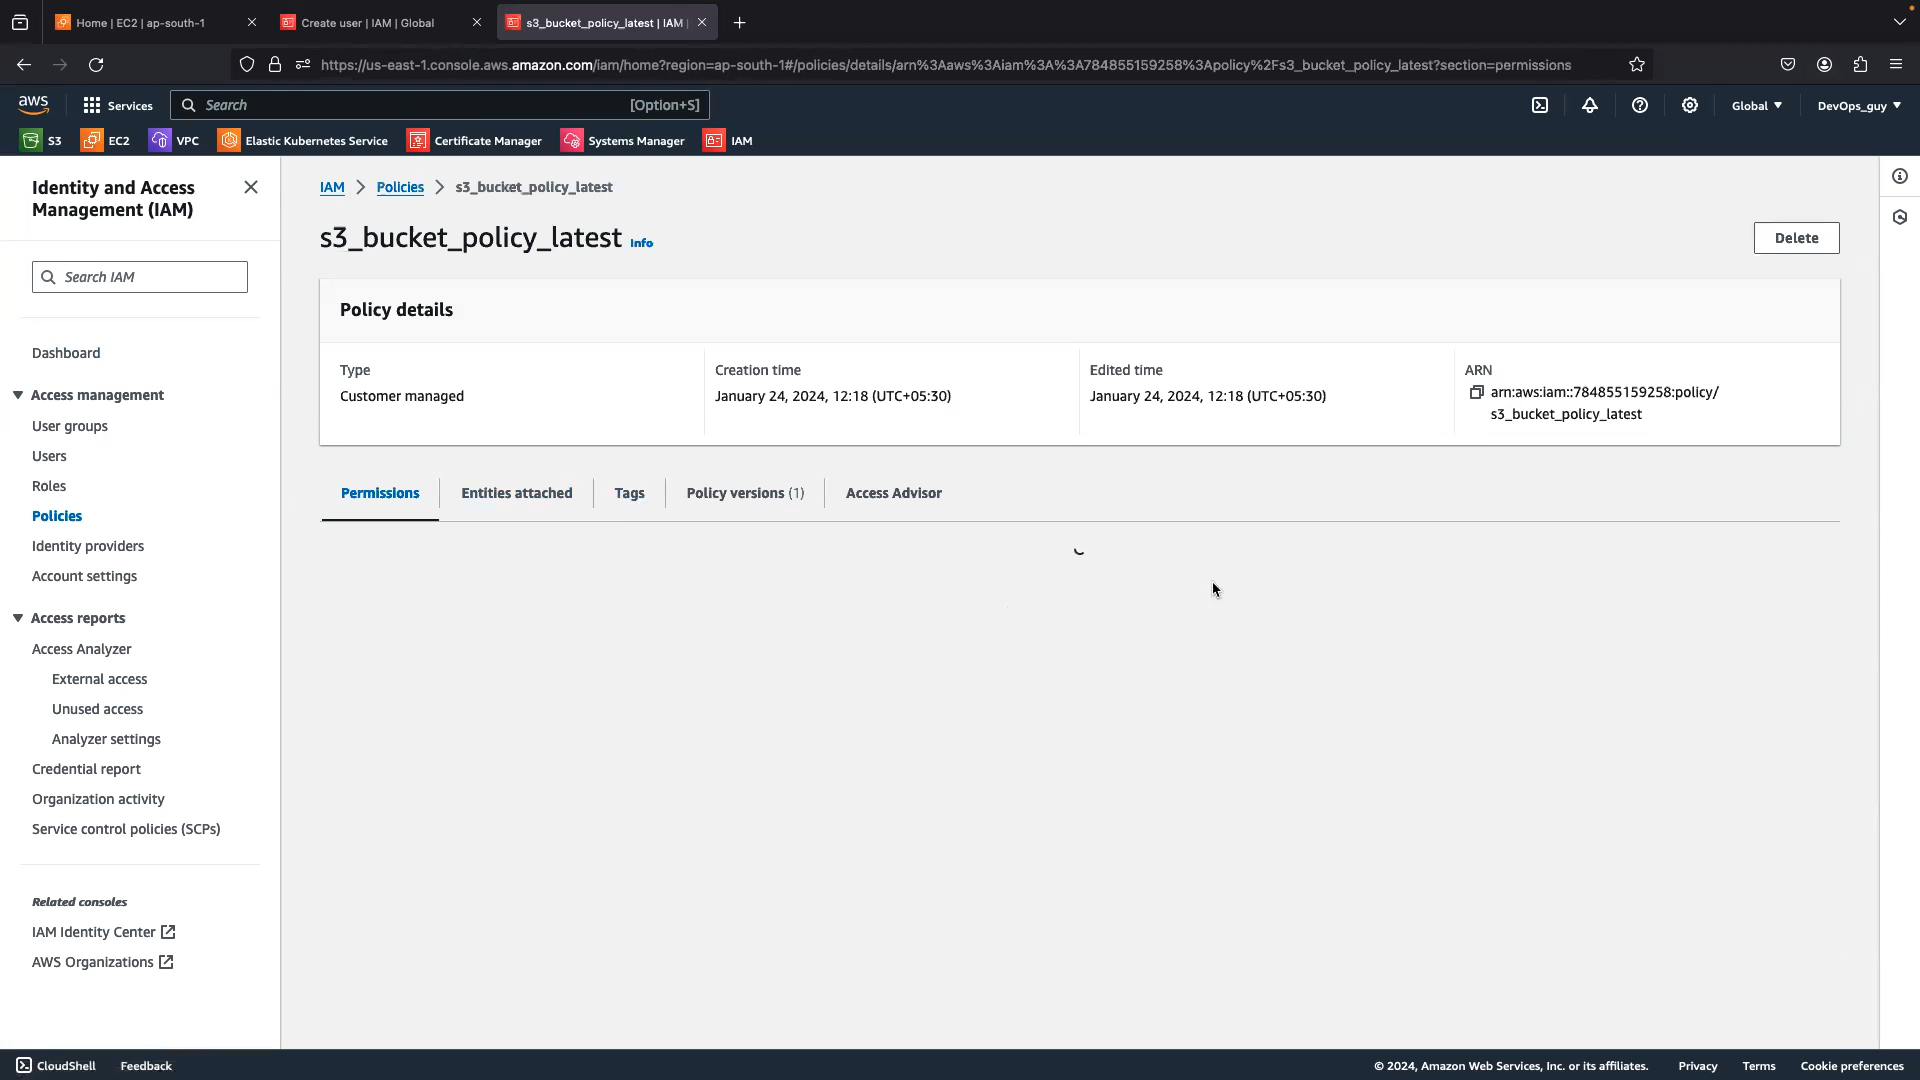 Home | EC2 | ap-south-1
Create user | IAM | Global
s3_bucket_policy_latest | IAM |
https://us-east-1.console.aws.amazon.com/iam/home?region=ap-south-1#/policies/details/arn%3Aaws%3Aiam%3A%3A784855159258%3Apolicy%2Fs3_bucket_policy_latest?section=permissions
aws
Services
Search
[Option+S]
Global
DevOps_guy
S3
EC2
VPC
Elastic Kubernetes Service
Certificate Manager
Systems Manager
IAM
Identity and Access
Management (IAM)
Search IAM
Dashboard
Access management
User groups
Users
Roles
Policies
Identity providers
Account settings
Access reports
Access Analyzer
External access
Unused access
Analyzer settings
Credential report
Organization activity
Service control policies (SCPs)
Related consoles
IAM Identity Center
AWS Organizations
IAM > Policies > s3_bucket_policy_latest
s3_bucket_policy_latest Info
Delete
Policy details
Type
Customer managed
Creation time
January 24, 2024, 12:18 (UTC+05:30)
Edited time
January 24, 2024, 12:18 (UTC+05:30)
ARN
arn:aws:iam::784855159258:policy/
s3_bucket_policy_latest
Permissions
Entities attached
Tags
Policy versions (1)
Access Advisor
CloudShell
Feedback
© 2024, Amazon Web Services, Inc. or its affiliates.
Privacy
Terms
Cookie preferences